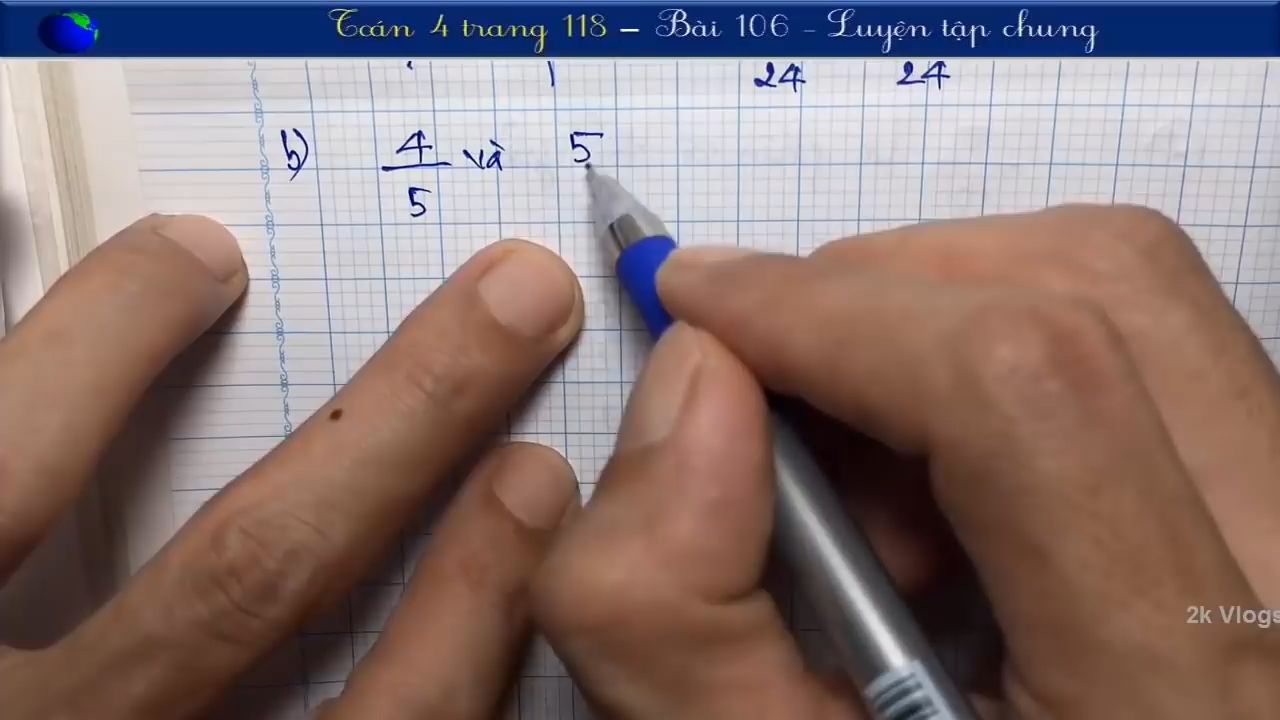 Toán 4 trang 118 – Bài 106 - Luyện tập chung
24 24
b) 4/5 và 5
2k Vlogs